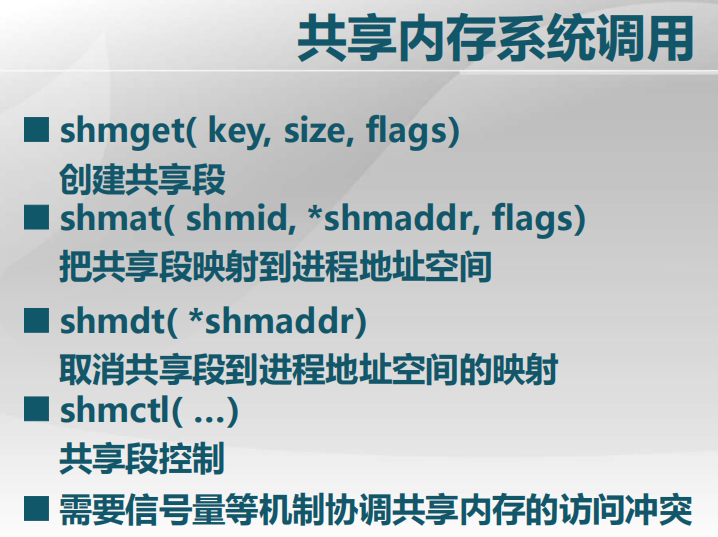 共享内存系统调用
■ shmget( key, size, flags)
创建共享段
■ shmat( shmid, *shmaddr, flags)
把共享段映射到进程地址空间
■ shmdt( *shmaddr)
取消共享段到进程地址空间的映射
■ shmctl( …)
共享段控制
■ 需要信号量等机制协调共享内存的访问冲突